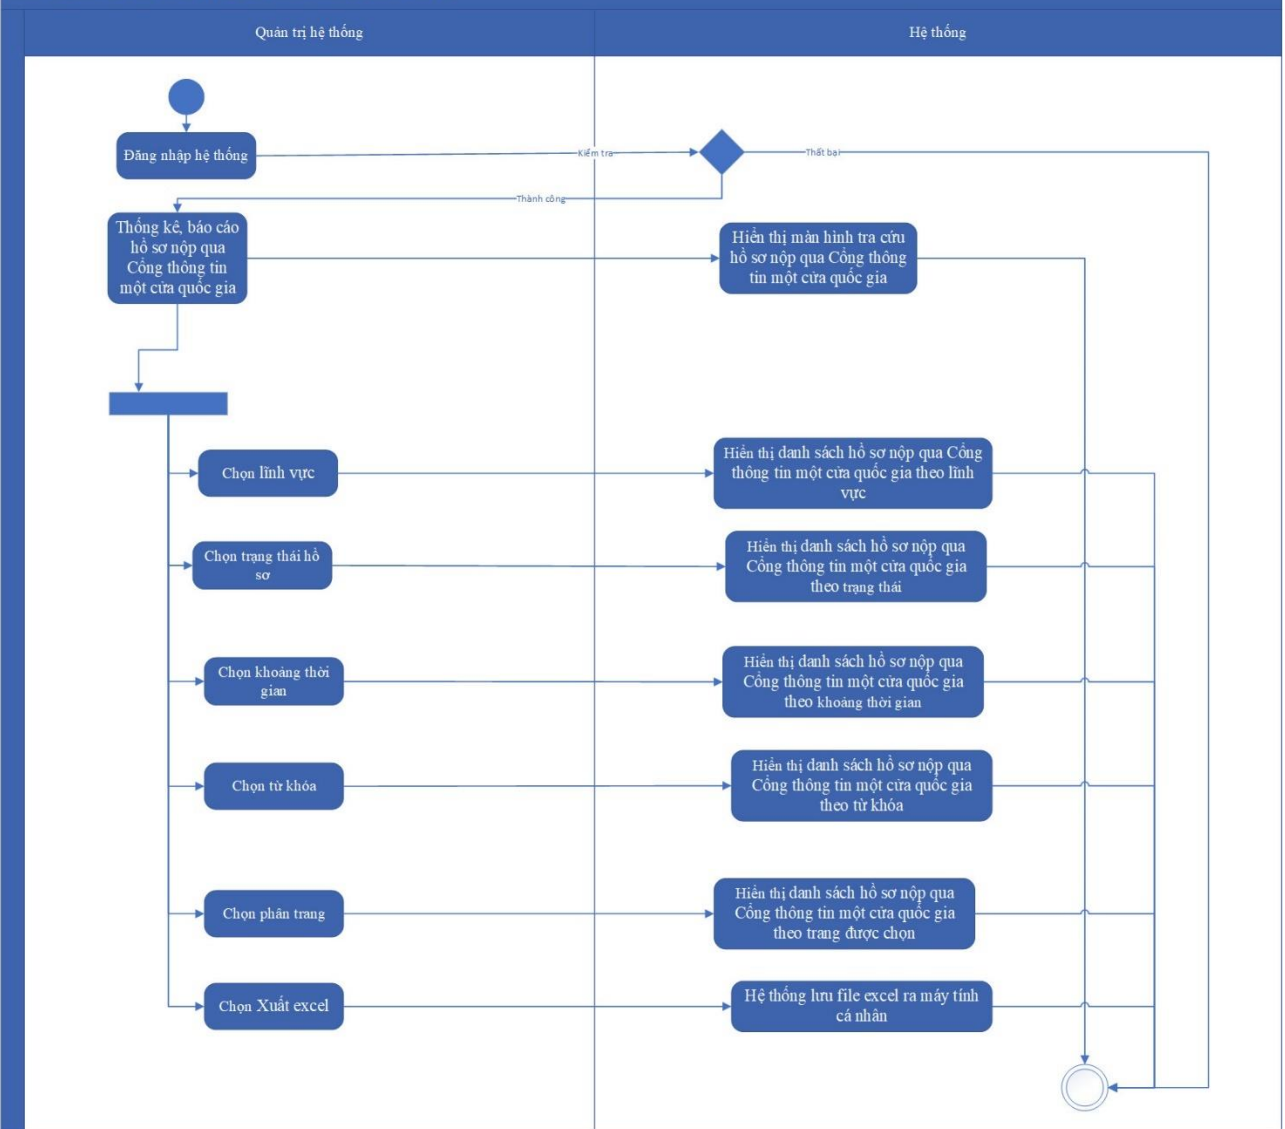 Quản trị hệ thống
Hệ thống
Đăng nhập hệ thống
Kiểm tra
Thất bại
Thành công
Thống kê, báo cáo
hồ sơ nộp qua
Cổng thông tin
một cửa quốc gia
Hiển thị màn hình tra cứu
hồ sơ nộp qua Cổng thông
tin một cửa quốc gia
Chọn lĩnh vực
Hiển thị danh sách hồ sơ nộp qua Cổng
thông tin một cửa quốc gia theo lĩnh
vực
Chọn trạng thái hồ
sơ
Hiển thị danh sách hồ sơ nộp qua
Cổng thông tin một cửa quốc gia
theo trạng thái
Chọn khoảng thời
gian
Hiển thị danh sách hồ sơ nộp qua
Cổng thông tin một cửa quốc gia
theo khoảng thời gian
Chọn từ khóa
Hiển thị danh sách hồ sơ nộp qua
Cổng thông tin một cửa quốc gia
theo từ khóa
Chọn phân trang
Hiển thị danh sách hồ sơ nộp qua
Cổng thông tin một cửa quốc gia
theo trang được chọn
Chọn Xuất excel
Hệ thống lưu file excel ra máy tính
cá nhân